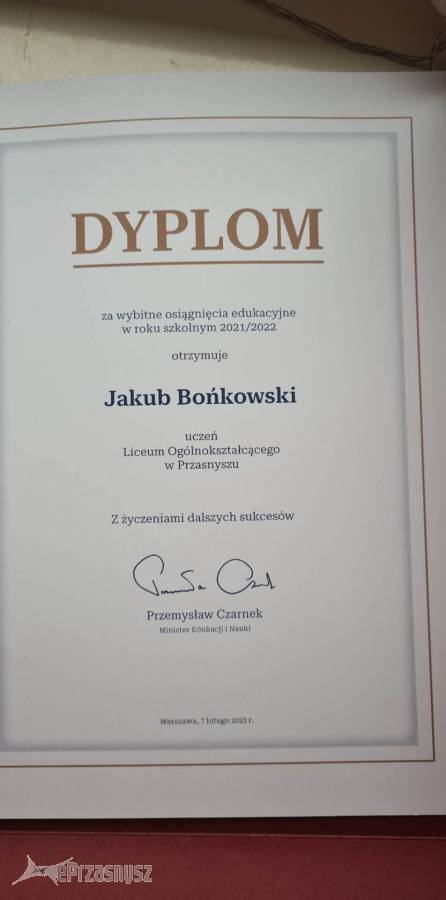 DYPLOM
za wybitne osiągnięcia edukacyjne
w roku szkolnym 2021/2022
otrzymuje
Jakub Bońkowski
uczeń
Liceum Ogólnokształcącego
w Przasnyszu
Z życzeniami dalszych sukcesów
Przemysław Czarnek
Minister Edukacji i Nauki
Warszawa, 7 lutego 2023 r.
ePrzasnysz